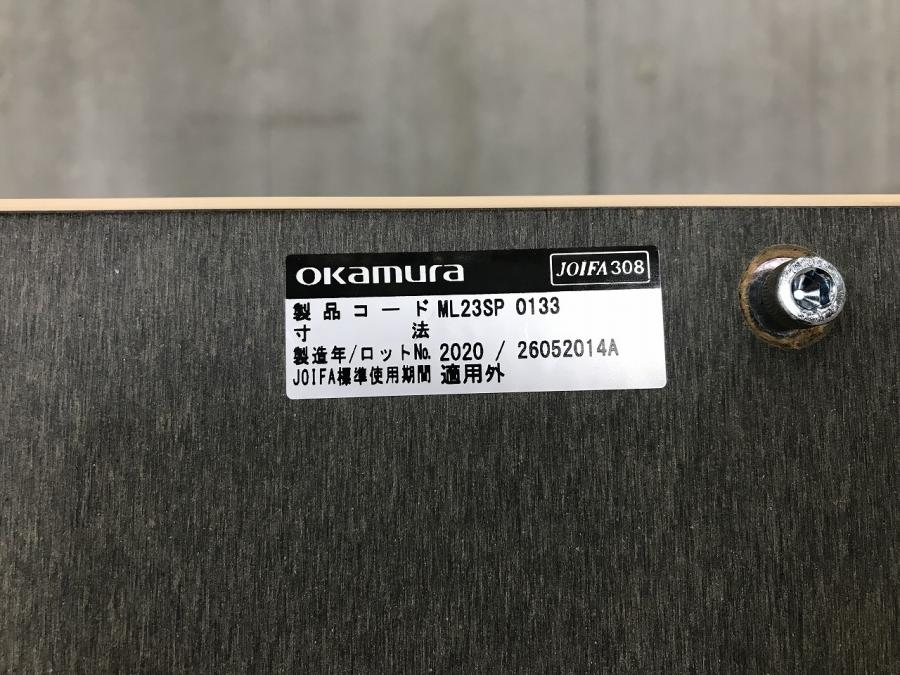 okamura JOIFA308
製品コード ML23SP 0133
寸法
製造年/ロットNo. 2020 / 26052014A
JOIFA標準使用期間 適用外